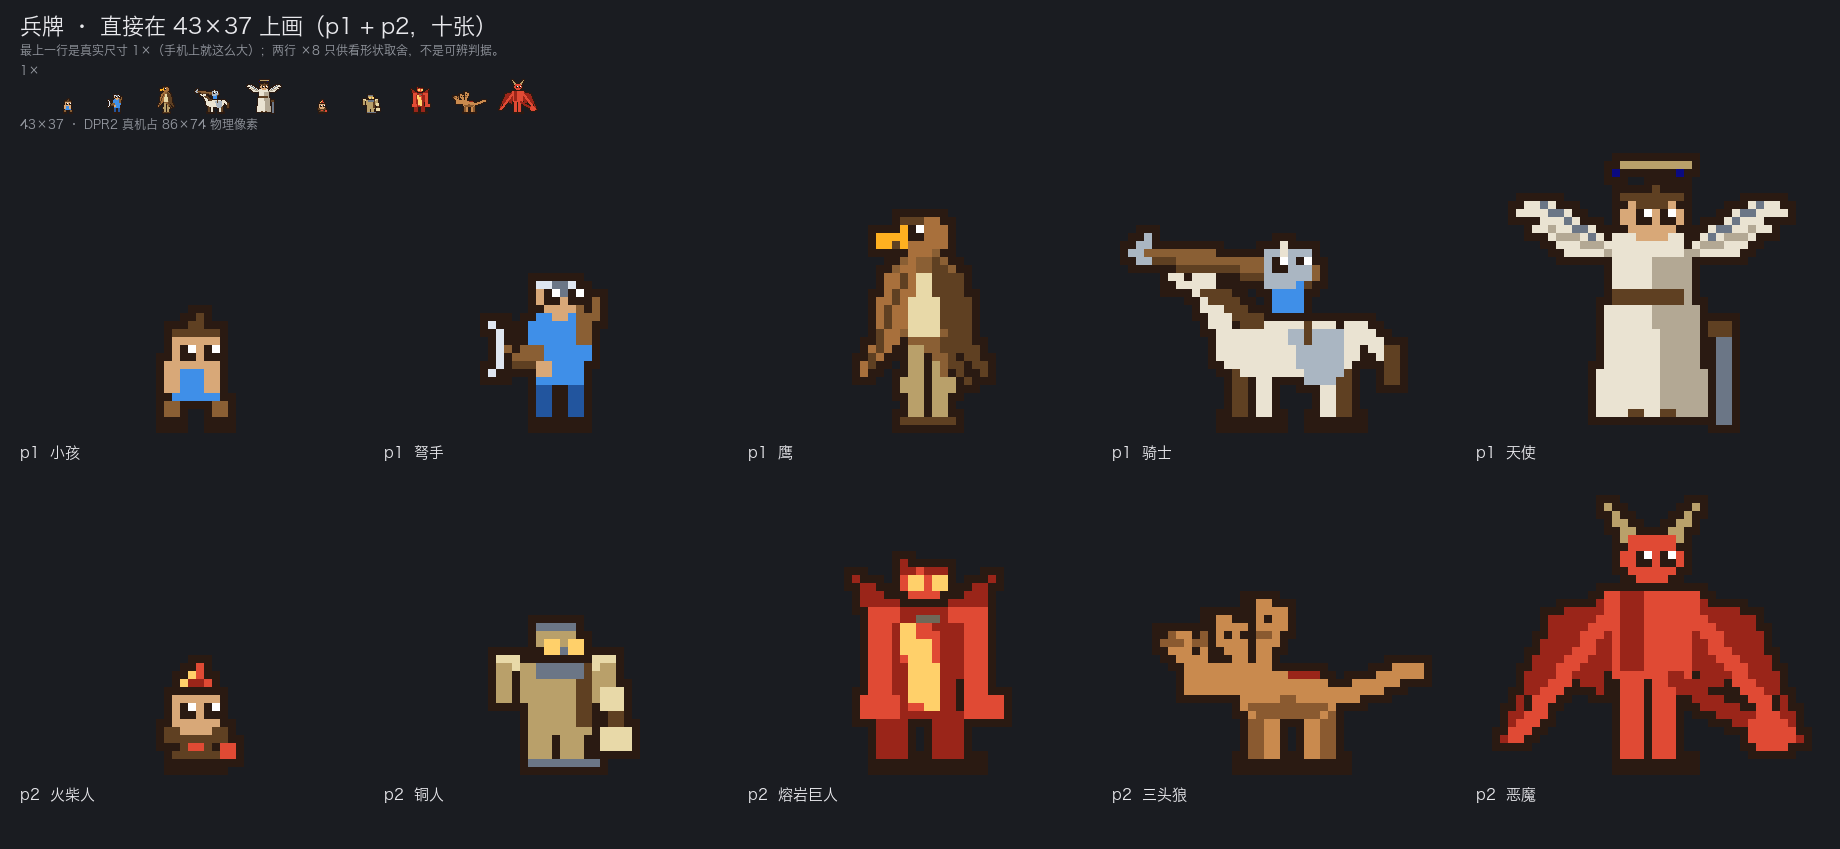 兵牌 · 直接在 43×37 上画（p1 + p2，十张）
最上一行是真实尺寸 1×（手机上就这么大）；两行 ×8 只供看形状取舍，不是可辨判据。
1×
43×37 · DPR2 真机占 86×74 物理像素
p1 小孩
p1 弩手
p1 鹰
p1 骑士
p1 天使
p2 火柴人
p2 铜人
p2 熔岩巨人
p2 三头狼
p2 恶魔